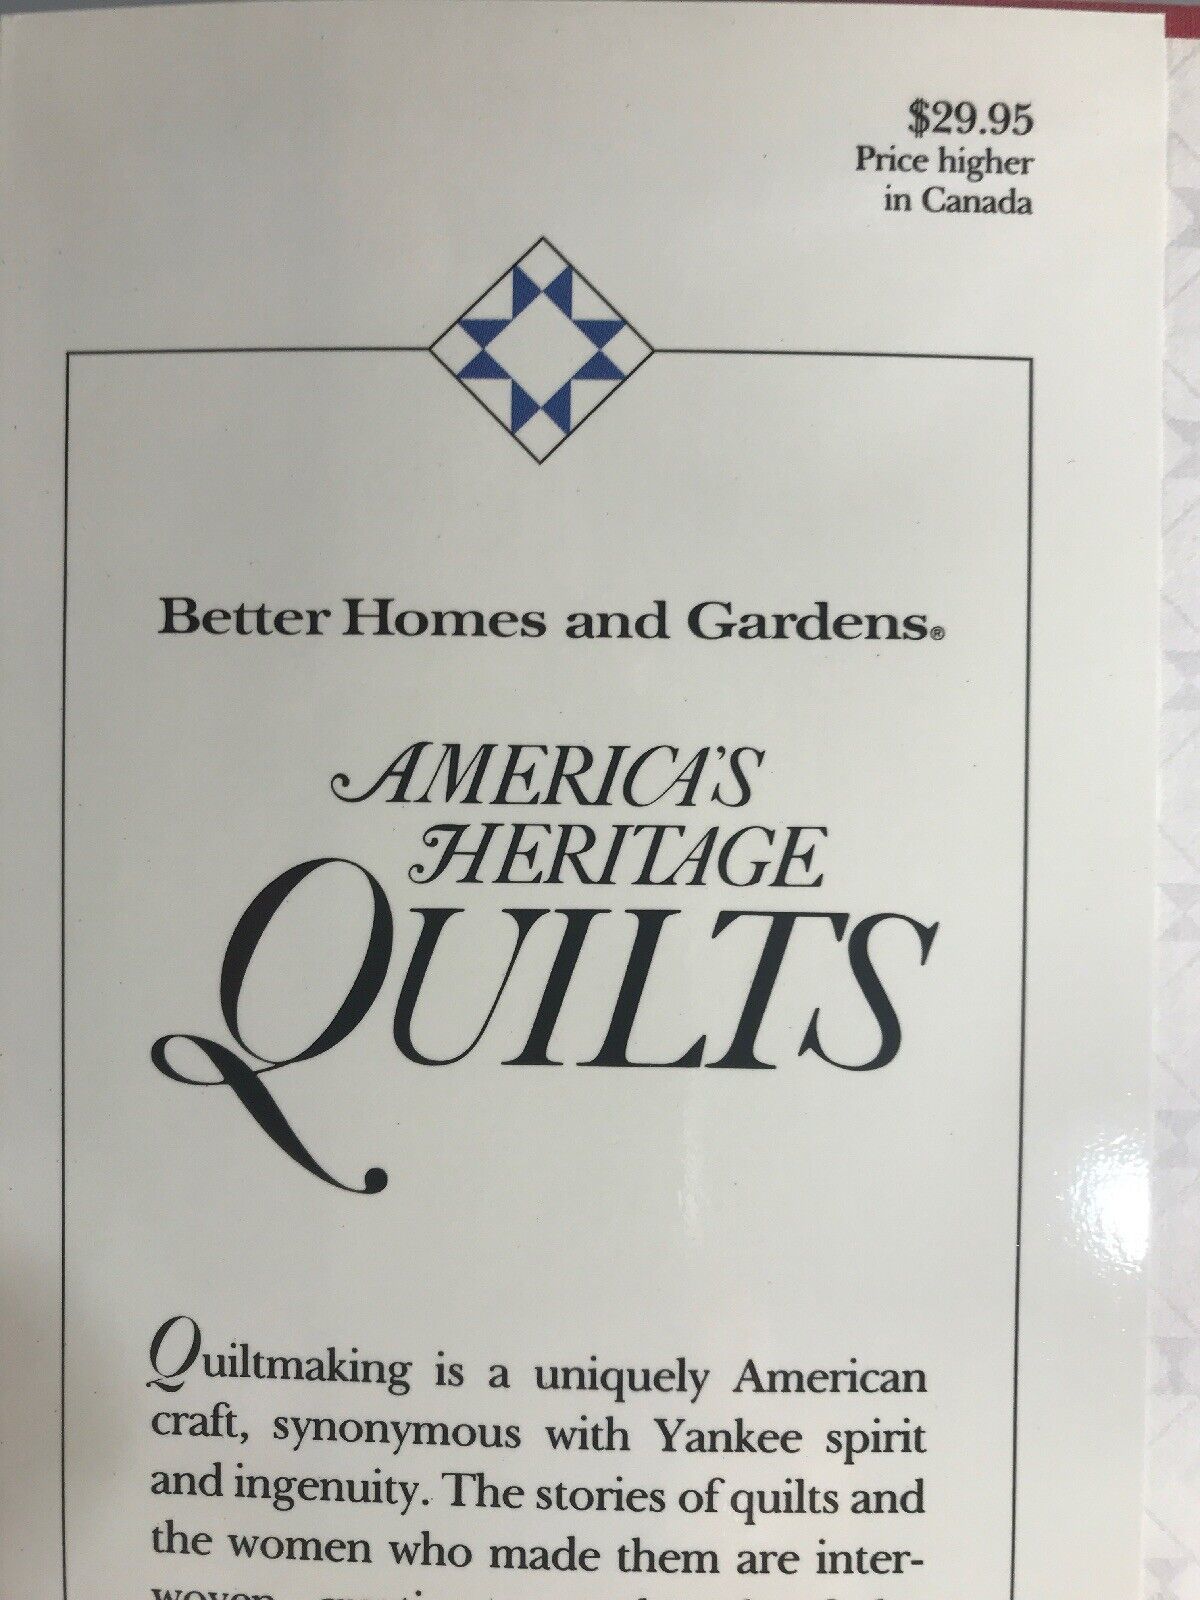 $29.95
Price higher
in Canada
Better Homes and Gardens®
AMERICA'S
HERITAGE
QUILTS
Quiltmaking is a uniquely American
craft, synonymous with Yankee spirit
and ingenuity. The stories of quilts and
the women who made them are inter-
woven